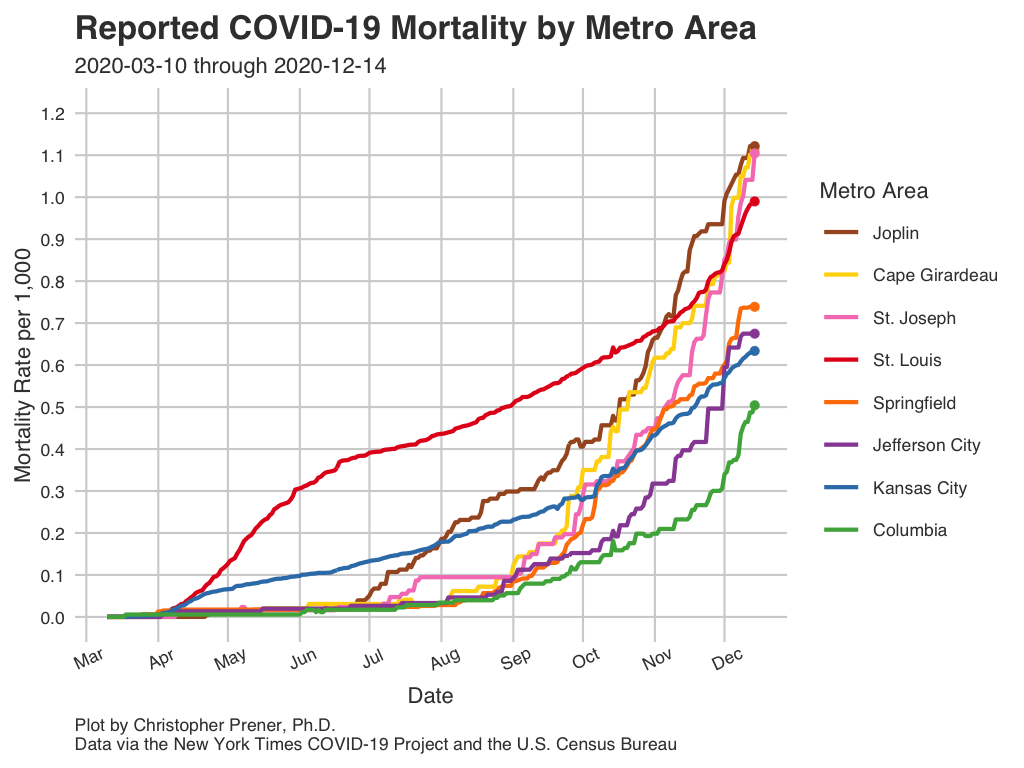 Reported COVID-19 Mortality by Metro Area
2020-03-10 through 2020-12-14
Mortality Rate per 1,000
1.2
1.1
1.0
0.9
0.8
0.7
0.6
0.5
0.4
0.3
0.2
0.1
0.0
Mar Apr May Jun Jul Aug Sep Oct Nov Dec
Date
Metro Area
Joplin
Cape Girardeau
St. Joseph
St. Louis
Springfield
Jefferson City
Kansas City
Columbia
Plot by Christopher Prener, Ph.D.
Data via the New York Times COVID-19 Project and the U.S. Census Bureau